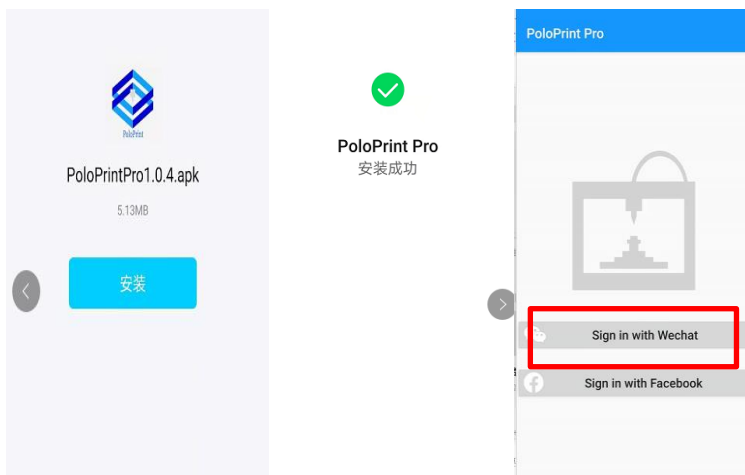 PoloPrint
PoloPrintPro1.0.4.apk
5.13MB
安装
PoloPrint Pro
安装成功
PoloPrint Pro
Sign in with Wechat
Sign in with Facebook